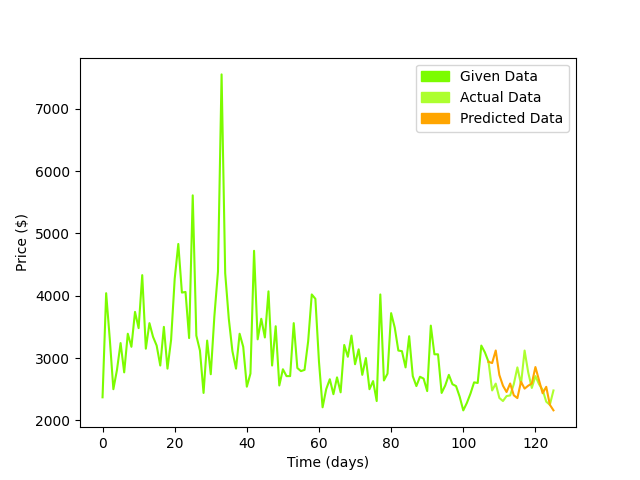 Given Data
Actual Data
Predicted Data
7000
6000
5000
4000
3000
2000
Price ($)
0 20 40 60 80 100 120
Time (days)